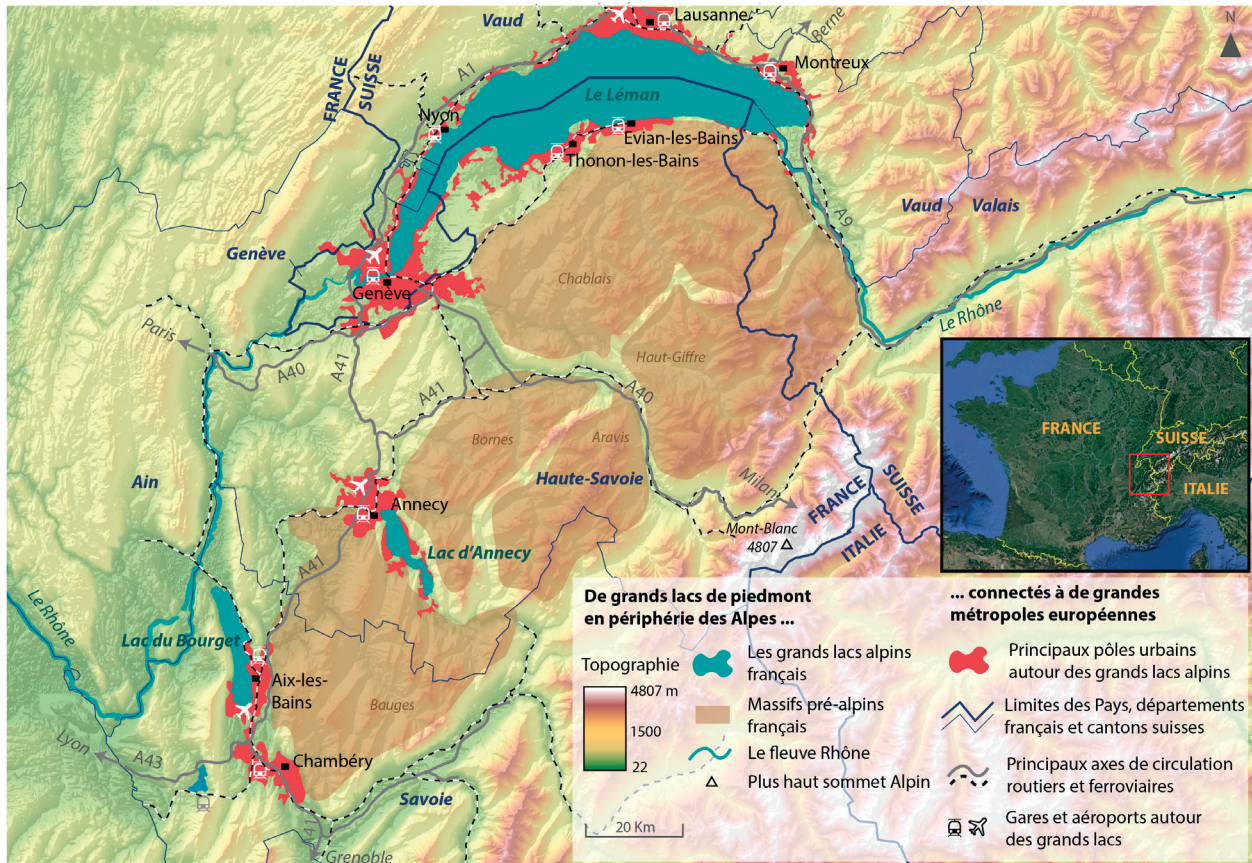 Vaud
Lausanne
Berne
N
Montreux
A1
FRANCE
SUISSE
Le Léman
Nyon
Evian-les-Bains
Thonon-les-Bains
Vaud
Valais
A9
Genève
Genève
Chablais
Le Rhône
Paris
A40
A41
A41
Haut-Giffre
A40
Bornes
Aravis
Haute-Savoie
Milan
FRANCE
SUISSE
ITALIE
Mont-Blanc
4807
Ain
Annecy
Lac d'Annecy
A41
Le Rhône
Lac du Bourget
Aix-les-
Bains
Bauges
Lyon
A43
Chambéry
Savoie
A41
Grenoble
20 Km
FRANCE
SUISSE
ITALIE
De grands lacs de piedmont
en périphérie des Alpes ...
Topographie
4807 m
1500
22
Les grands lacs alpins
français
Massifs pré-alpins
français
Le fleuve Rhône
Plus haut sommet Alpin
... connectés à de grandes
métropoles européennes
Principaux pôles urbains
autour des grands lacs alpins
Limites des Pays, départements
français et cantons suisses
Principaux axes de circulation
routiers et ferroviaires
Gares et aéroports autour
des grands lacs